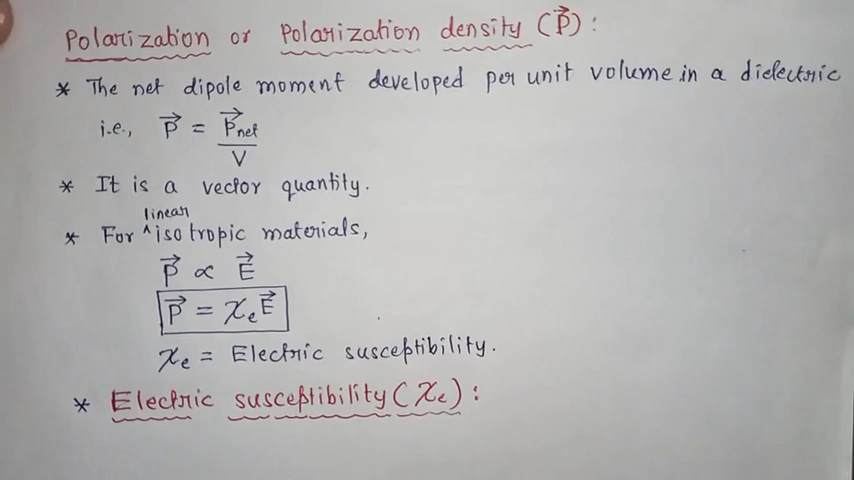 Polarization or Polarization density (P⃗):
* The net dipole moment developed per unit volume in a dielectric
i.e., P⃗ = p⃗net / V
* It is a vector quantity.
* For ^linear isotropic materials,
P⃗ ∝ E⃗
P⃗ = χₑE⃗
χₑ = Electric susceptibility.
* Electric susceptibility (χₑ):